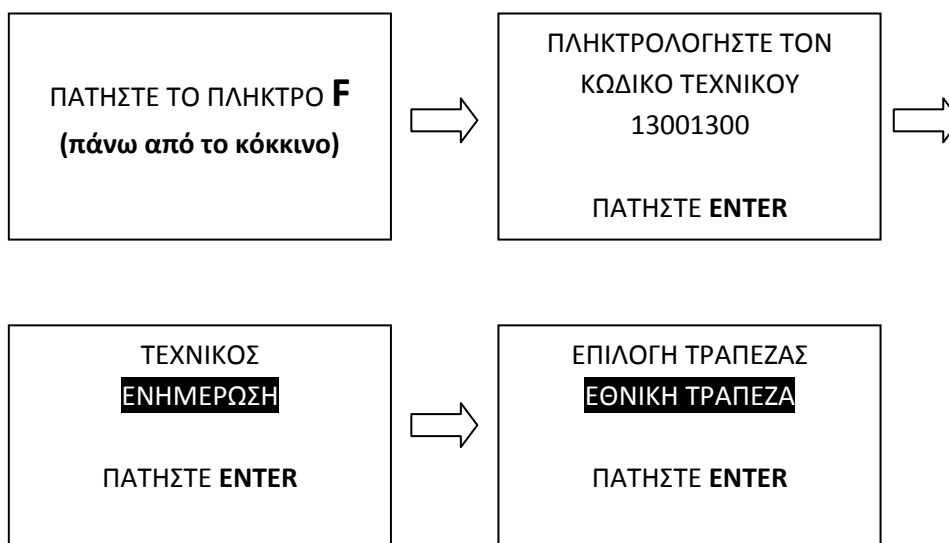 ΠΑΤΗΣΤΕ ΤΟ ΠΛΗΚΤΡΟ F
(πάνω από το κόκκινο)
ΠΛΗΚΤΡΟΛΟΓΗΣΤΕ ΤΟΝ
ΚΩΔΙΚΟ ΤΕΧΝΙΚΟΥ
13001300
ΠΑΤΗΣΤΕ ENTER
ΤΕΧΝΙΚΟΣ
ΕΝΗΜΕΡΩΣΗ
ΠΑΤΗΣΤΕ ENTER
ΕΠΙΛΟΓΗ ΤΡΑΠΕΖΑΣ
ΕΘΝΙΚΗ ΤΡΑΠΕΖΑ
ΠΑΤΗΣΤΕ ENTER